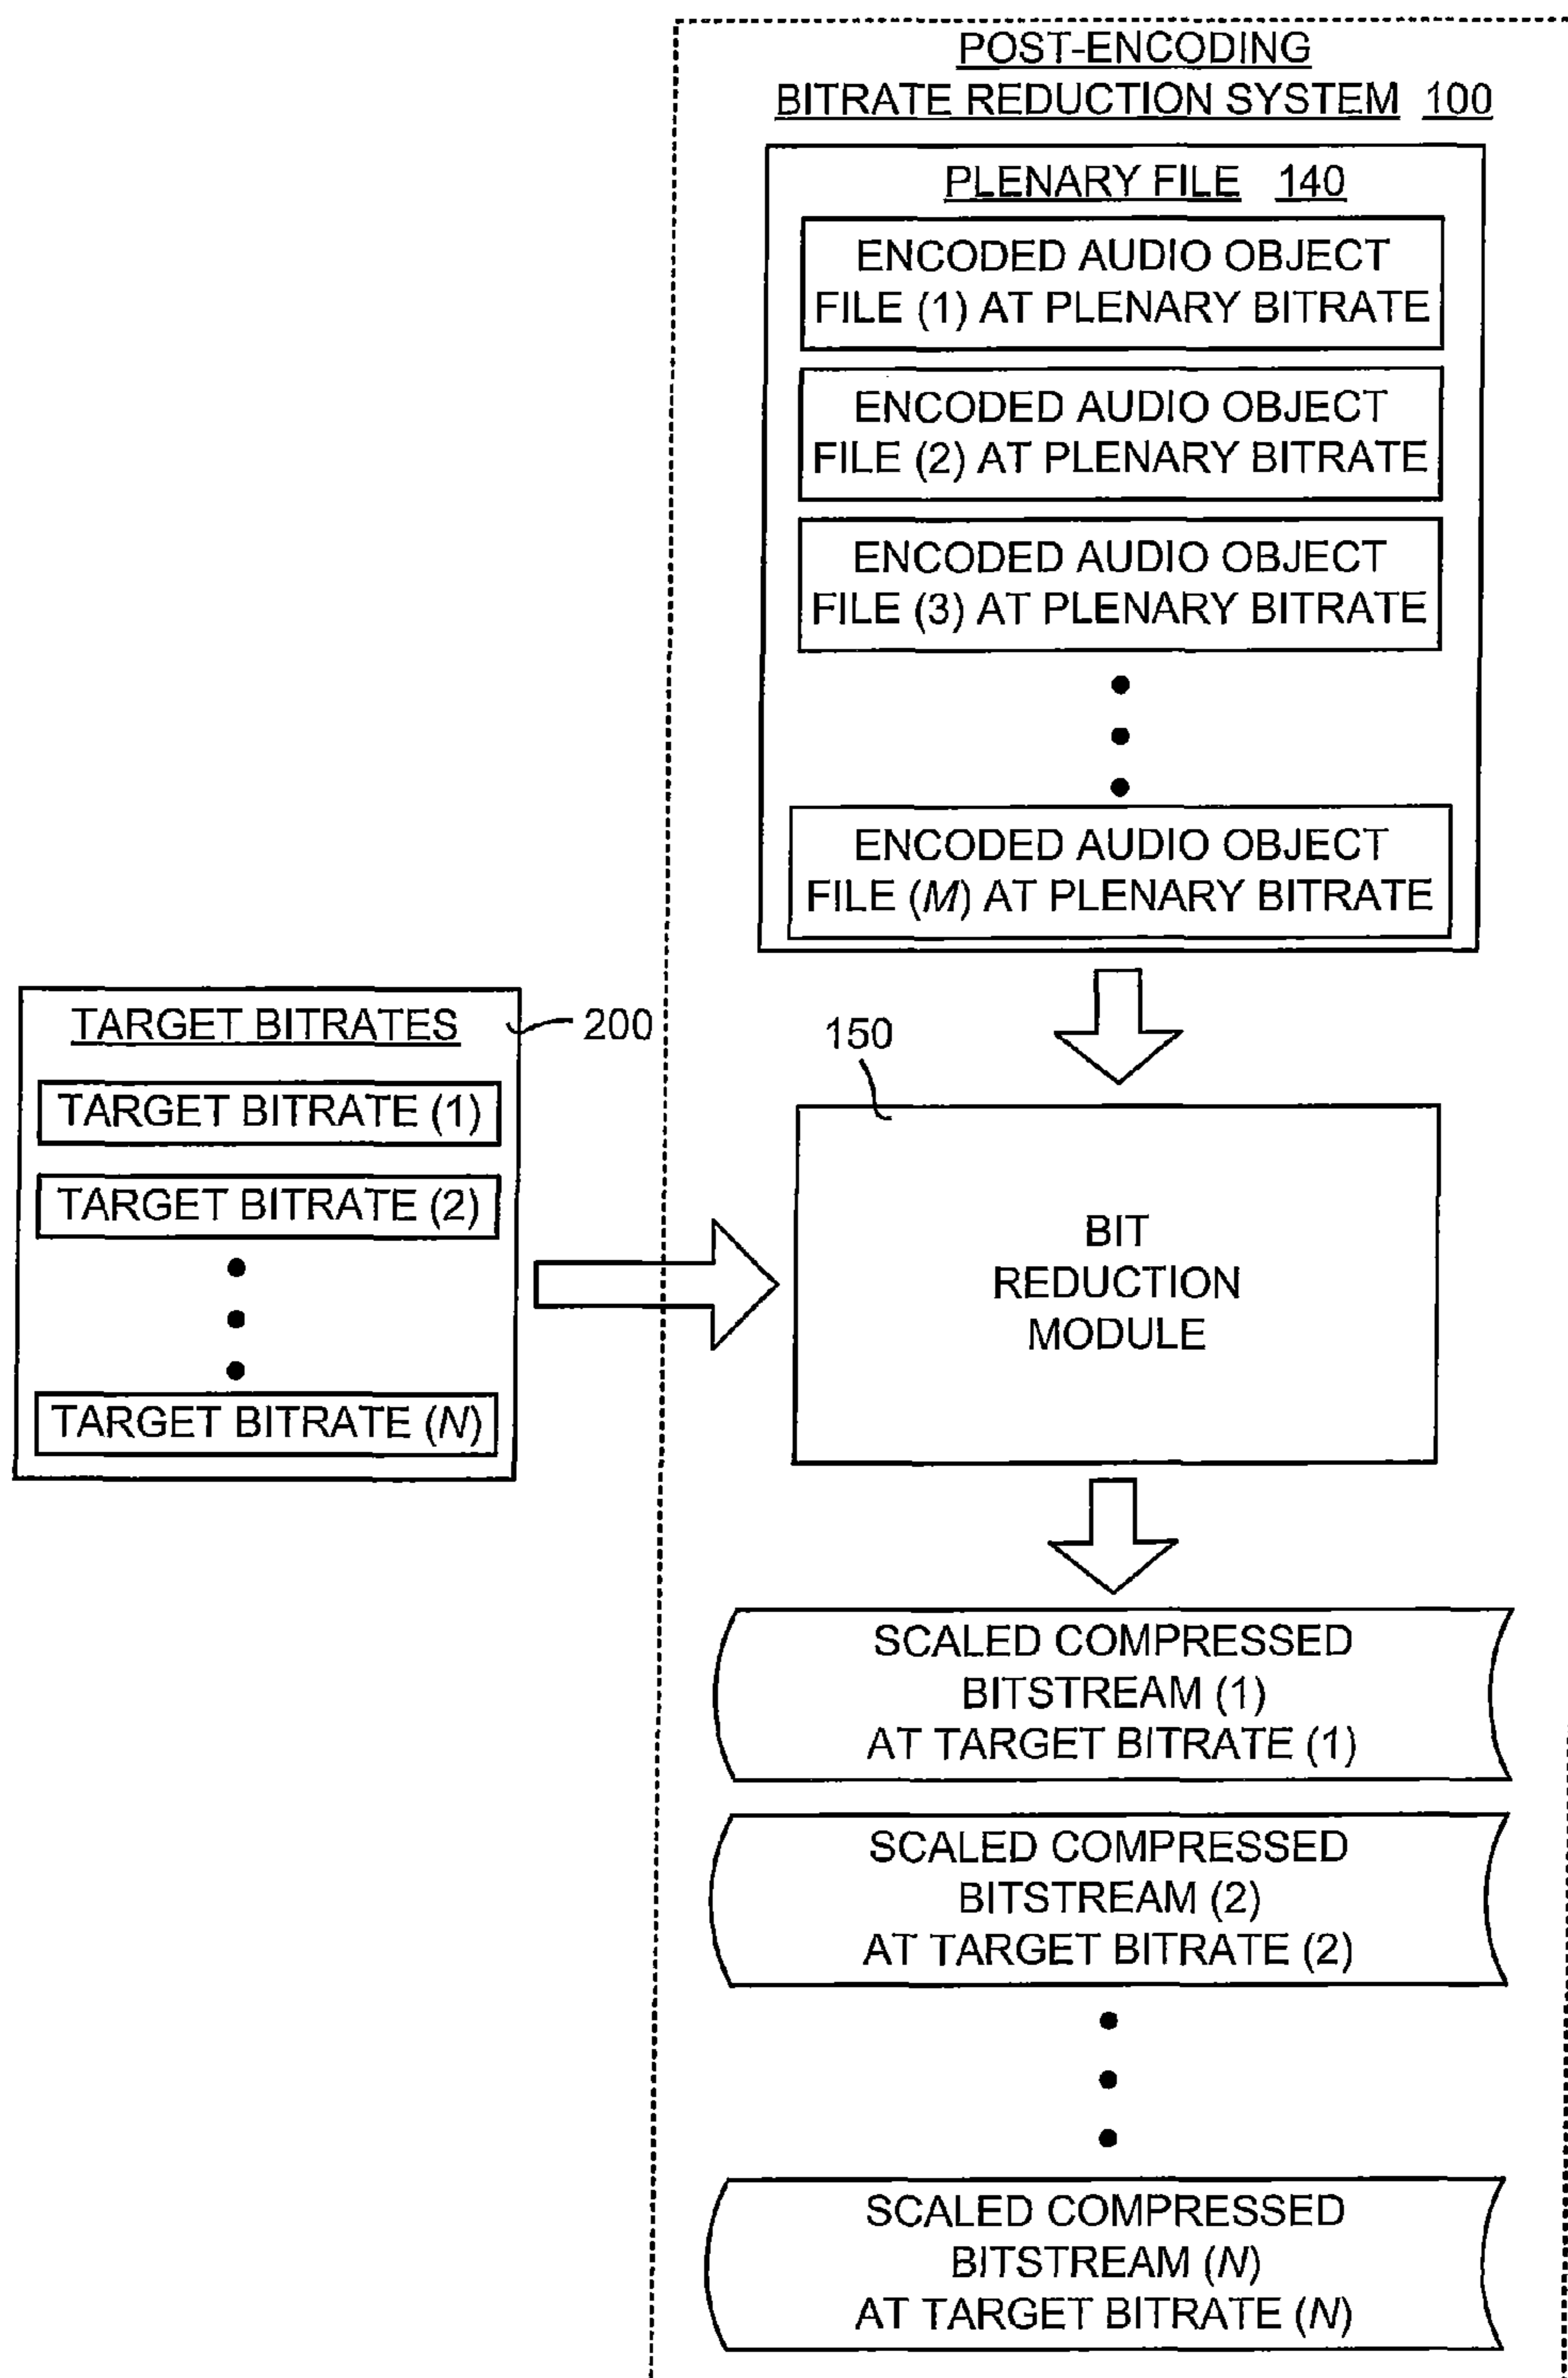 POST-ENCODING
BITRATE REDUCTION SYSTEM 100
PLENARY FILE 140
ENCODED AUDIO OBJECT
FILE (1) AT PLENARY BITRATE
ENCODED AUDIO OBJECT
FILE (2) AT PLENARY BITRATE
ENCODED AUDIO OBJECT
FILE (3) AT PLENARY BITRATE
ENCODED AUDIO OBJECT
FILE (M) AT PLENARY BITRATE
TARGET BITRATES
200
TARGET BITRATE (1)
TARGET BITRATE (2)
TARGET BITRATE (N)
150
BIT
REDUCTION
MODULE
SCALED COMPRESSED
BITSTREAM (1)
AT TARGET BITRATE (1)
SCALED COMPRESSED
BITSTREAM (2)
AT TARGET BITRATE (2)
SCALED COMPRESSED
BITSTREAM (N)
AT TARGET BITRATE (N)